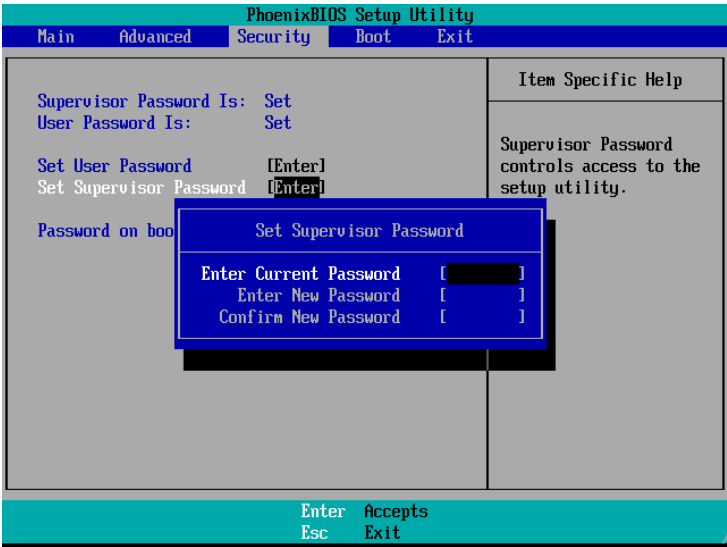 PhoenixBIOS Setup Utility
Main Advanced Security Boot Exit
Item Specific Help
Supervisor Password Is: Set
User Password Is: Set
Supervisor Password
controls access to the
setup utility.
Set User Password [Enter]
Set Supervisor Password [Enter]
Password on boo
Set Supervisor Password
Enter Current Password [ ]
Enter New Password [ ]
Confirm New Password [ ]
Enter Accepts
Esc Exit